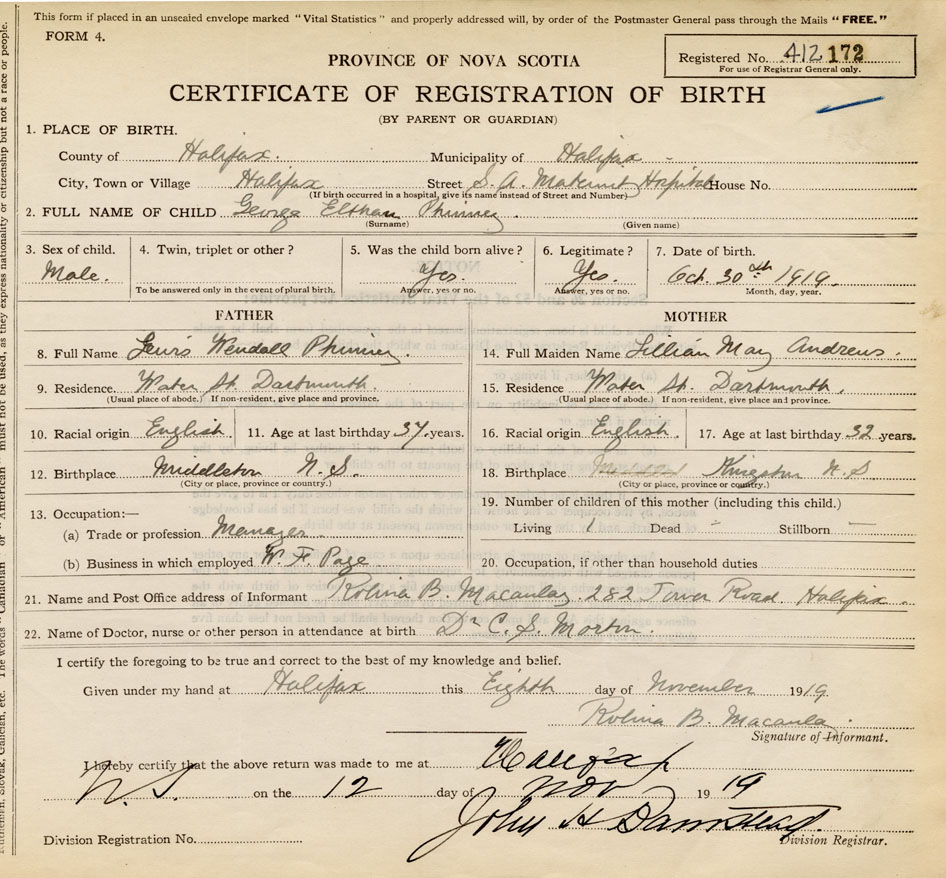 This form if placed in an unsealed envelope marked "Vital Statistics" and properly addressed will, by order of the Postmaster General pass through the Mails "FREE."
FORM 4.
Registered No. 412 172
For use of Registrar General only.
PROVINCE OF NOVA SCOTIA
CERTIFICATE OF REGISTRATION OF BIRTH
(BY PARENT OR GUARDIAN)
1. PLACE OF BIRTH.
County of Halifax. Municipality of Halifax
City, Town or Village Halifax Street S. A. Maternity Hospital House No.
(If birth occurred in a hospital, give its name instead of Street and Number)
2. FULL NAME OF CHILD George Phinney
(Surname) (Given name)
3. Sex of child. 4. Twin, triplet or other? 5. Was the child born alive? 6. Legitimate? 7. Date of birth.
Male. Yes. Yes. Oct. 30th 1919.
To be answered only in the event of plural birth. Answer, yes or no. Answer, yes or no. Month, day, year.
FATHER MOTHER
8. Full Name Lewis Wendall Phinney. 14. Full Maiden Name Lillian May Andrews.
9. Residence Water St. Dartmouth. 15. Residence Water St. Dartmouth.
(Usual place of abode.) If non-resident, give place and province. (Usual place of abode.) If non-resident, give place and province.
10. Racial origin English. 11. Age at last birthday 37. years. 16. Racial origin English. 17. Age at last birthday 32 years.
12. Birthplace Middleton N. S. 18. Birthplace Kingston N. S
(City or place, province or country.) (City or place, province or country.)
19. Number of children of this mother (including this child.)
13. Occupation:—
(a) Trade or profession Manager. Living 1 Dead - Stillborn —
(b) Business in which employed W. F. Page 20. Occupation, if other than household duties
21. Name and Post Office address of Informant Rolina B. Macaulay. 282 Tower Road. Halifax.
22. Name of Doctor, nurse or other person in attendance at birth Dr C. S. Morton.
I certify the foregoing to be true and correct to the best of my knowledge and belief.
Given under my hand at Halifax this Eighth day of November 1919
Rolina B. Macaulay.
Signature of Informant.
I hereby certify that the above return was made to me at Halifax
N.S. on the 12 day of Nov 1919
John H Barnstead.
Division Registration No. Division Registrar.